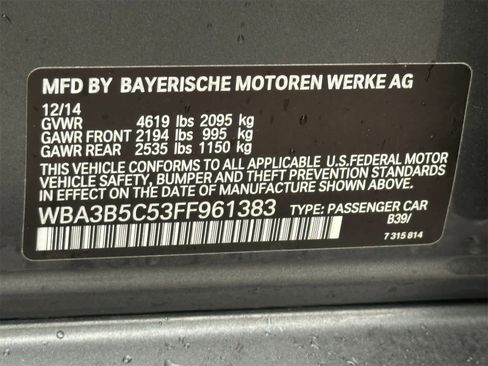 MFD BY BAYERISCHE MOTOREN WERKE AG
12/14
GVWR 4619 lbs 2095 kg
GAWR FRONT 2194 lbs 995 kg
GAWR REAR 2535 lbs 1150 kg
THIS VEHICLE CONFORMS TO ALL APPLICABLE U.S.FEDERAL MOTOR
VEHICLE SAFETY, BUMPER AND THEFT PREVENTION STANDARDS
IN EFFECT ON THE DATE OF MANUFACTURE SHOWN ABOVE.
WBA3B5C53FF961383 TYPE: PASSENGER CAR
B39/
7 315 814